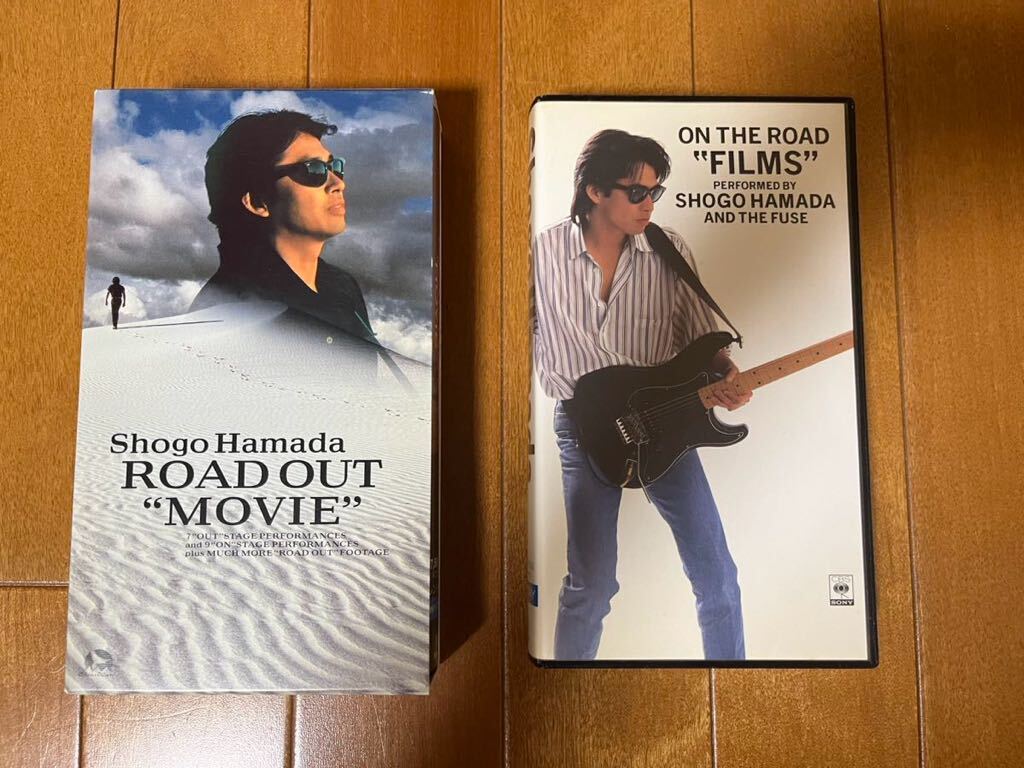 Shogo Hamada
ROAD OUT
"MOVIE"
7"OUT"STAGE PERFORMANCES
and 9"ON"STAGE PERFORMANCES
plus MUCH MORE "ROAD OUT" FOOTAGE
ON THE ROAD
"FILMS"
PERFORMED BY
SHOGO HAMADA
AND THE FUSE
CBS
SONY